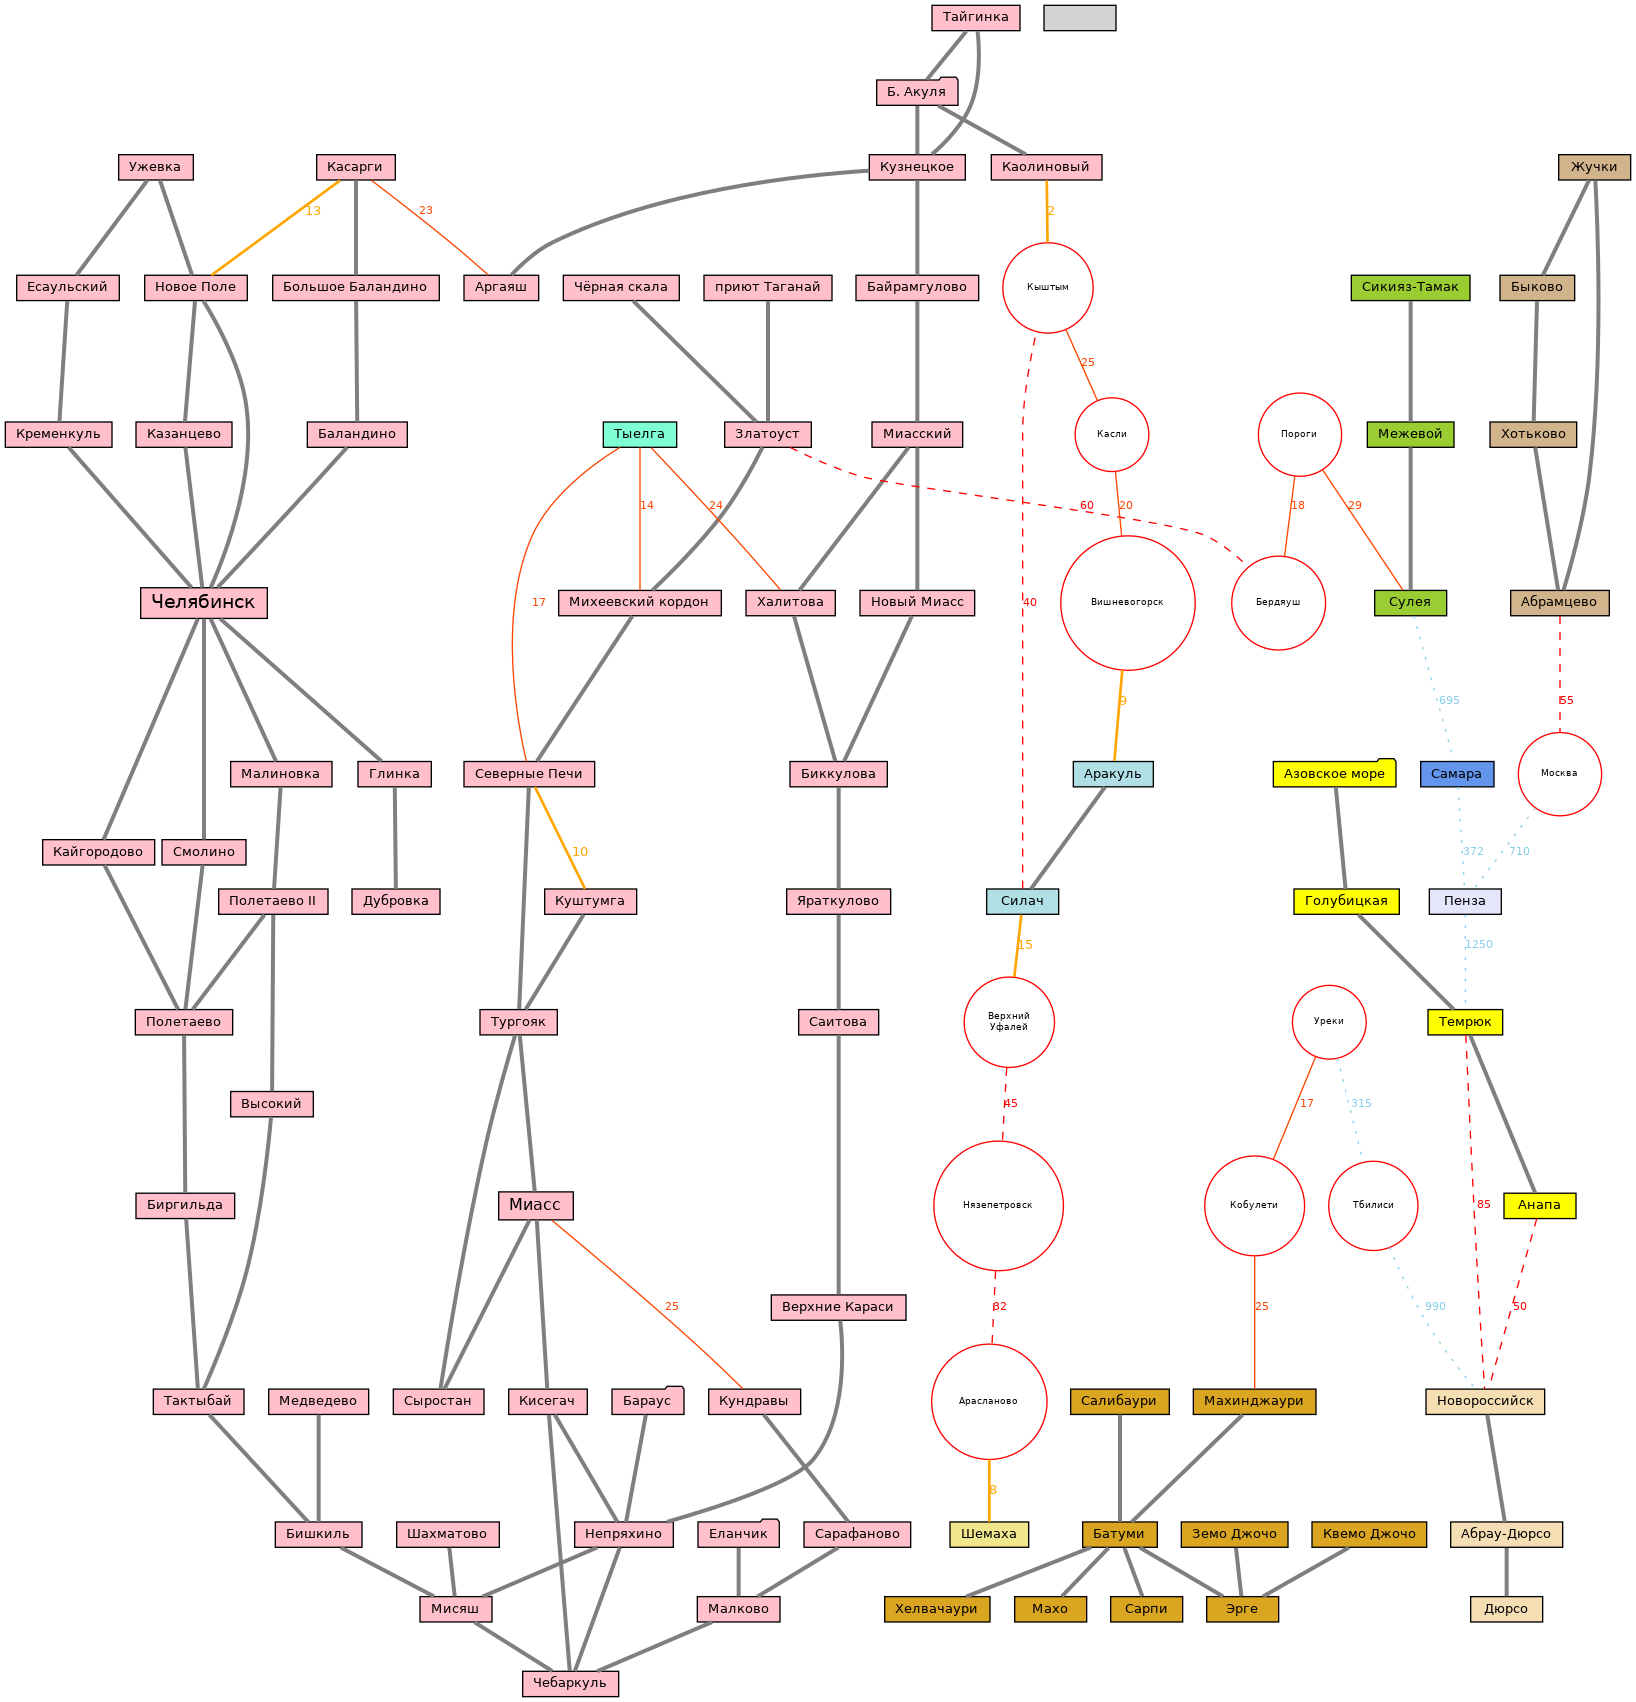 Тайгинка
Б. Акуля
Ужевка
Касарги
Кузнецкое
Каолиновый
Жучки
13
23
2
Есаульский
Новое Поле
Большое Баландино
Аргаяш
Чёрная скала
приют Таганай
Байрамгулово
Кыштым
Сикияз-Тамак
Быково
25
Кременкуль
Казанцево
Баландино
Тыелга
Златоуст
Миасский
Касли
Пороги
Межевой
Хотьково
14
24
60
20
18
29
Челябинск
17
Михеевский кордон
Халитова
Новый Миасс
40
Вишневогорск
Бердяуш
Сулея
Абрамцево
9
695
55
Малиновка
Глинка
Северные Печи
Биккулова
Аракуль
Азовское море
Самара
Москва
Кайгородово
Смолино
10
372
710
Полетаево II
Дубровка
Куштумга
Яраткулово
Силач
Голубицкая
Пенза
15
1250
Полетаево
Тургояк
Саитова
Верхний
Уфалей
Уреки
Темрюк
Высокий
45
17
315
Биргильда
Миасс
Нязепетровск
Кобулети
Тбилиси
85
Анапа
25
Верхние Караси
32
25
990
50
Тактыбай
Медведево
Сыростан
Кисегач
Бараус
Кундравы
Арасланово
Салибаури
Махинджаури
Новороссийск
8
Бишкиль
Шахматово
Непряхино
Еланчик
Сарафаново
Шемаха
Батуми
Земо Джочо
Квемо Джочо
Абрау-Дюрсо
Мисяш
Малково
Хелвачаури
Махо
Сарпи
Эрге
Дюрсо
Чебаркуль